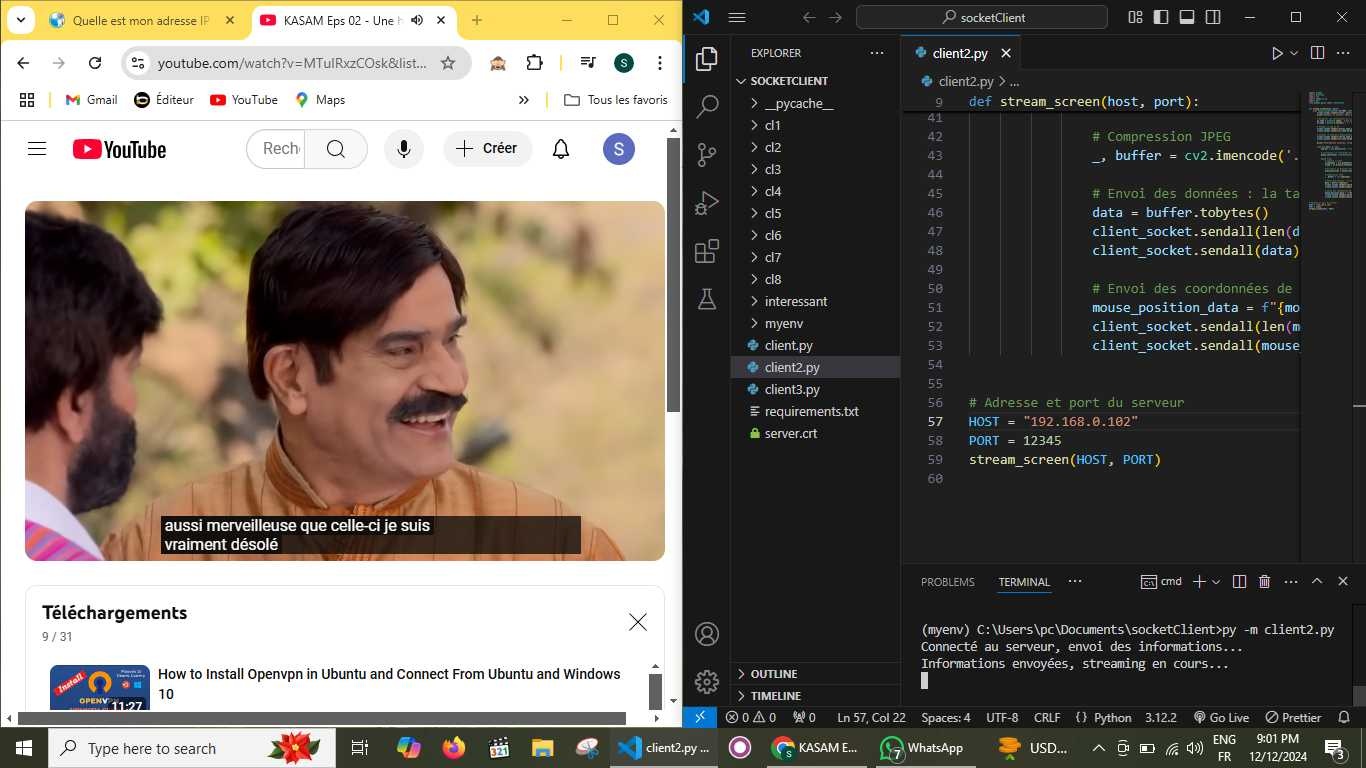 Quelle est mon adresse IP
KASAM Eps 02 - Une h
youtube.com/watch?v=MTulRxzCOsk&list...
S
Gmail
Éditeur
YouTube
Maps
»
Tous les favoris
YouTube
Rech
Créer
S
aussi merveilleuse que celle-ci je suis
vraiment désolé
Téléchargements
9 / 31
Install
OPENVPN
11:27
How to Install Openvpn in Ubuntu and Connect From Ubuntu and Windows
10
socketClient
EXPLORER
SOCKETCLIENT
__pycache__
cl1
cl2
cl3
cl4
cl5
cl6
cl7
cl8
interessant
myenv
client.py
client2.py
client3.py
requirements.txt
server.crt
OUTLINE
TIMELINE
client2.py
client2.py > ...
9 def stream_screen(host, port):
41
42 # Compression JPEG
43 _, buffer = cv2.imencode('.
44
45 # Envoi des données : la ta
46 data = buffer.tobytes()
47 client_socket.sendall(len(d
48 client_socket.sendall(data)
49
50 # Envoi des coordonnées de
51 mouse_position_data = f"{mo
52 client_socket.sendall(len(m
53 client_socket.sendall(mouse_
54
55
56 # Adresse et port du serveur
57 HOST = "192.168.0.102"
58 PORT = 12345
59 stream_screen(HOST, PORT)
60
PROBLEMS TERMINAL ... cmd
(myenv) C:\Users\pc\Documents\socketClient>py -m client2.py
Connecté au serveur, envoi des informations...
Informations envoyées, streaming en cours...
0 0 0 Ln 57, Col 22 Spaces: 4 UTF-8 CRLF {} Python 3.12.2 Go Live Prettier
Type here to search
321
client2.py ...
KASAM E...
7
WhatsApp
USD...
ENG
FR
9:01 PM
12/12/2024
3